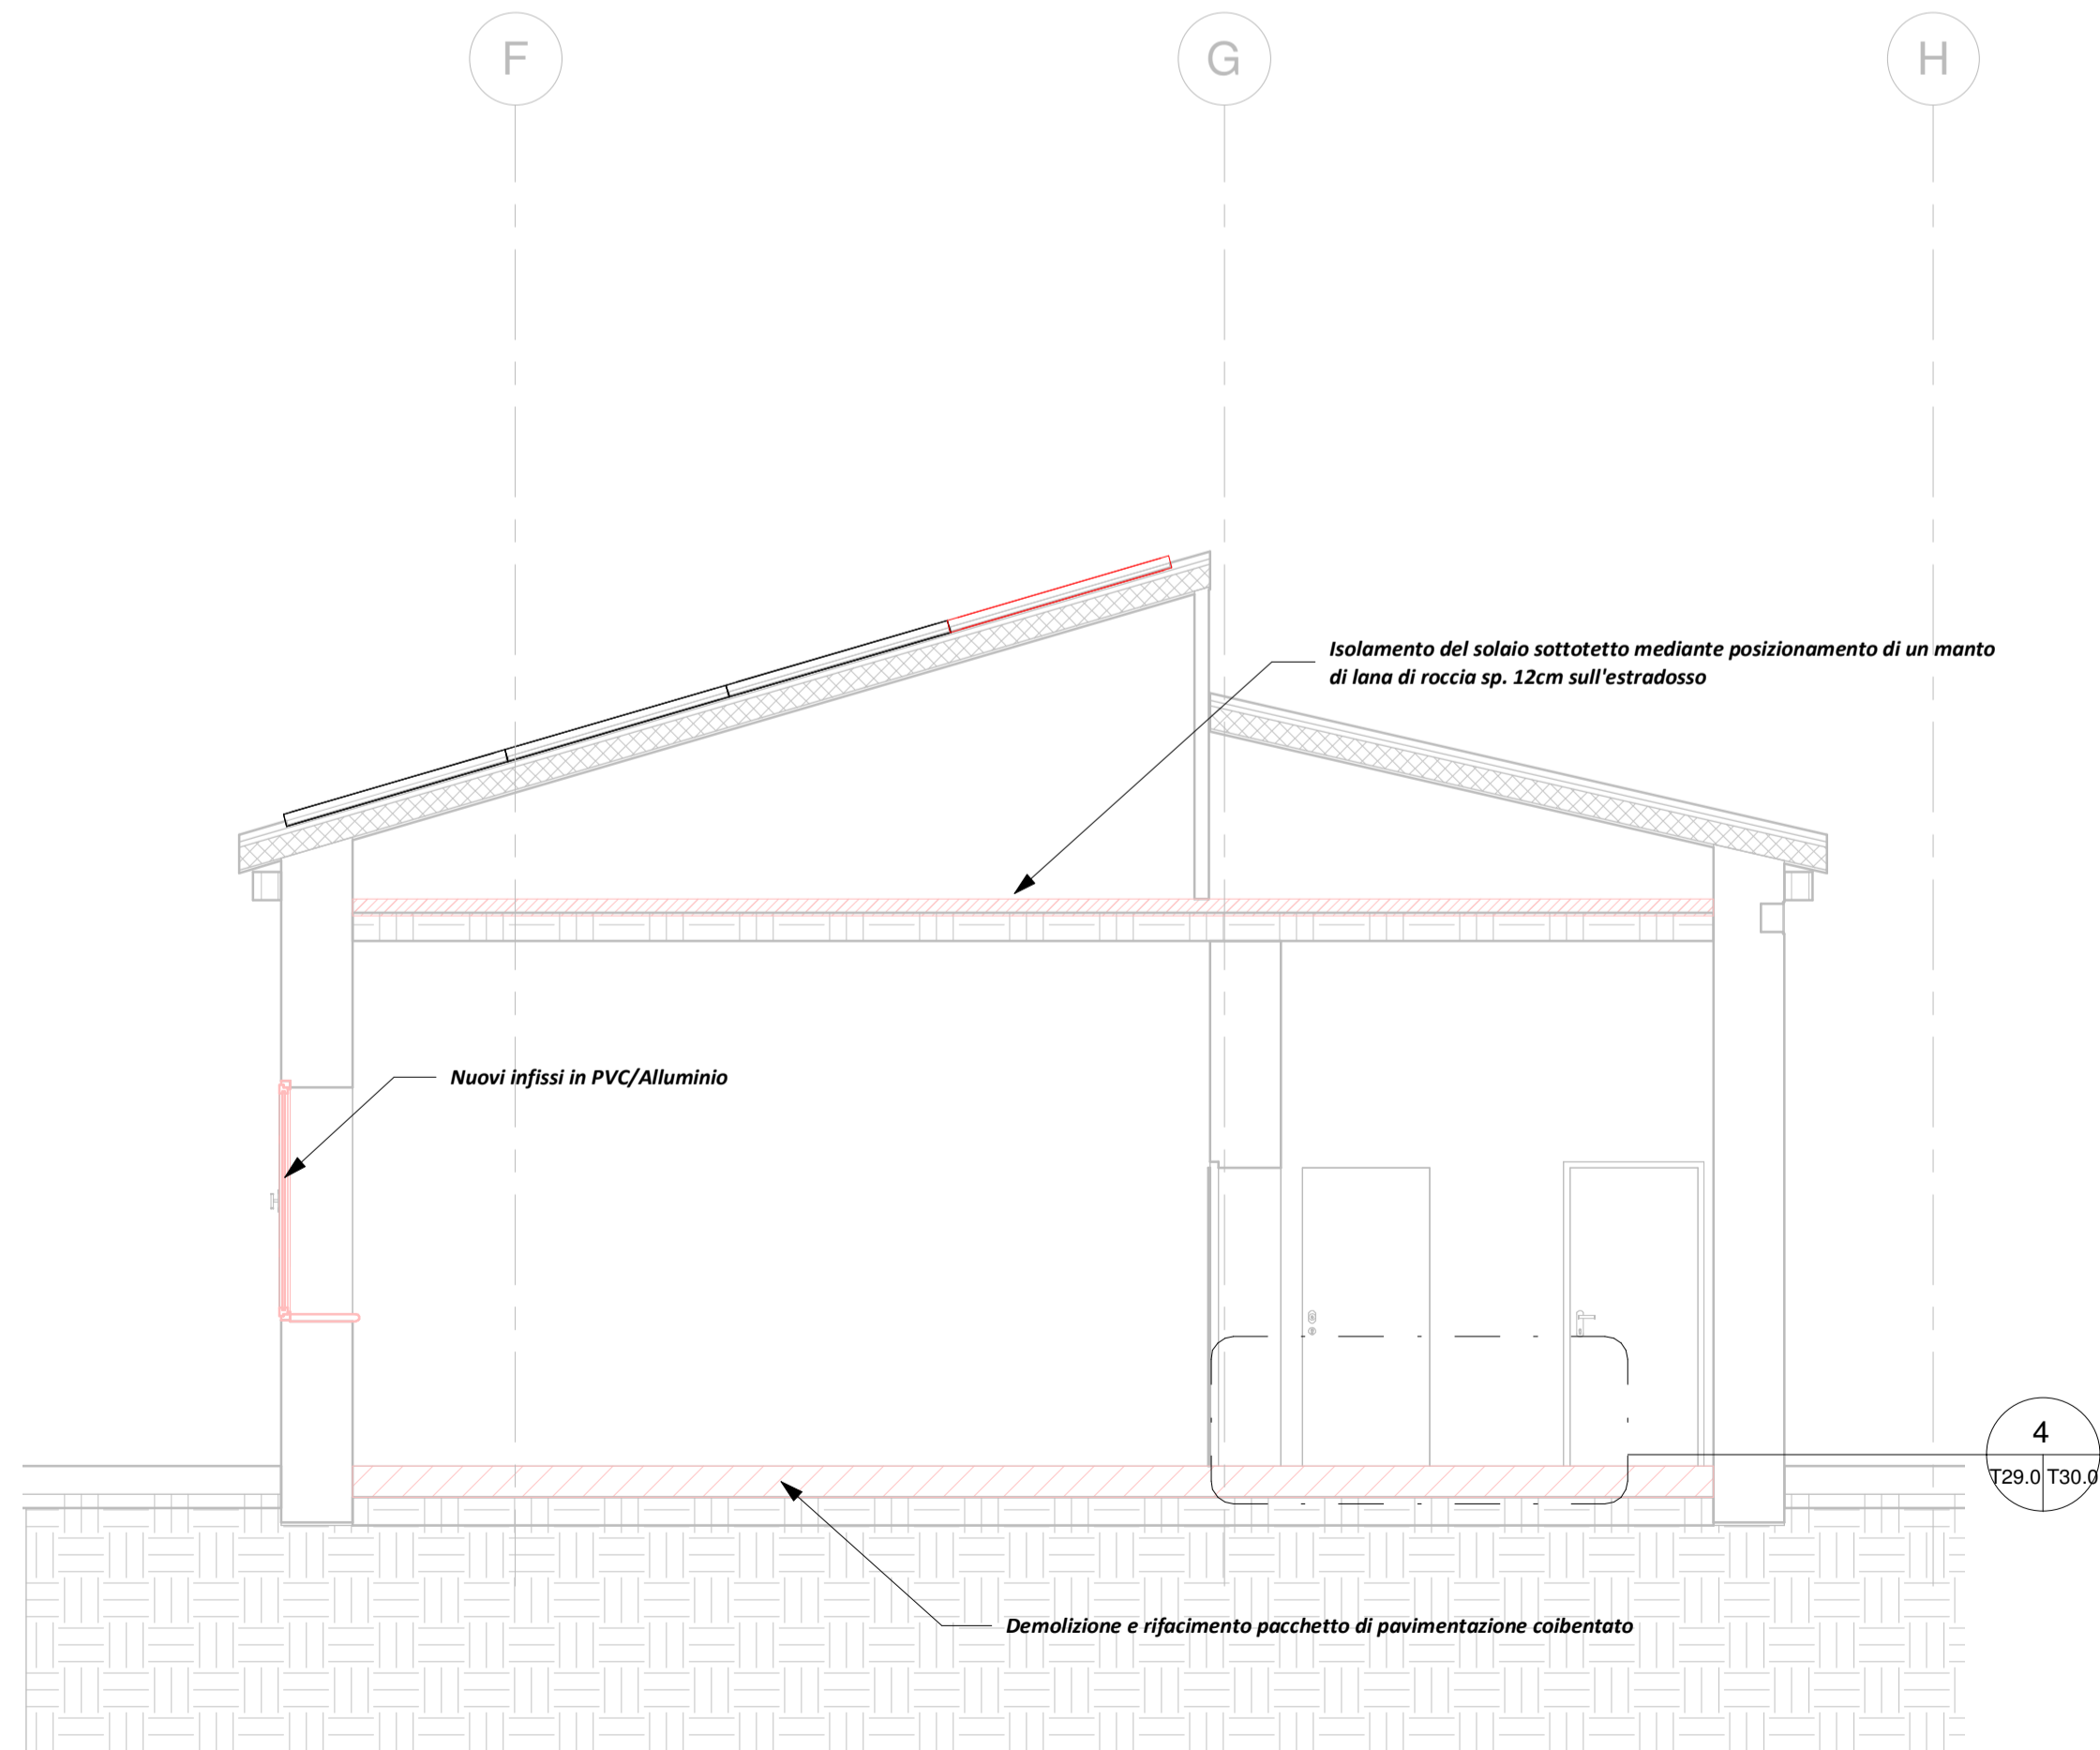 F
G
H
Isolamento del solaio sottotetto mediante posizionamento di un manto
di lana di roccia sp. 12cm sull'estradosso
Nuovi infissi in PVC/Alluminio
4
T29.0 T30.0
Demolizione e rifacimento pacchetto di pavimentazione coibentato